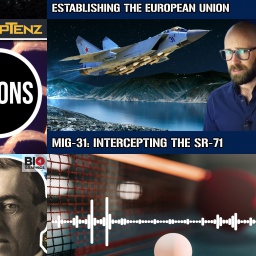 ESTABLISHING THE EUROPEAN UNION
PTENZ
ONS
MIG-31: INTERCEPTING THE SR-71
BIO